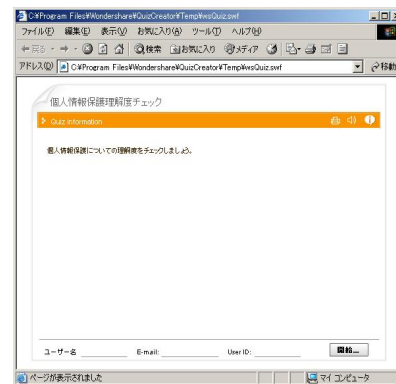 C:¥Program Files¥Wondershare¥QuizCreator¥Temp¥wsQuiz.swf
ファイル(F) 編集(E) 表示(V) お気に入り(A) ツール(T) ヘルプ(H)
戻る 検索 お気に入り メディア
アドレス(D) C:¥Program Files¥Wondershare¥QuizCreator¥Temp¥wsQuiz.swf 移動
個人情報保護理解度チェック
Quiz information
個人情報保護についての理解度をチェックしましょう。
ユーザー名 E-mail: User ID: 開始...
ページが表示されました マイ コンピュータ